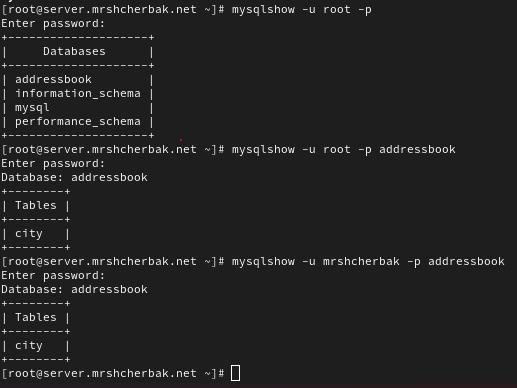 [root@server.mrshcherbak.net ~]# mysqlshow -u root -p
Enter password:
+--------------------+
|     Databases      |
+--------------------+
| addressbook        |
| information_schema |
| mysql              |
| performance_schema |
+--------------------+
[root@server.mrshcherbak.net ~]# mysqlshow -u root -p addressbook
Enter password:
Database: addressbook
+--------+
| Tables |
+--------+
| city   |
+--------+
[root@server.mrshcherbak.net ~]# mysqlshow -u mrshcherbak -p addressbook
Enter password:
Database: addressbook
+--------+
| Tables |
+--------+
| city   |
+--------+
[root@server.mrshcherbak.net ~]#